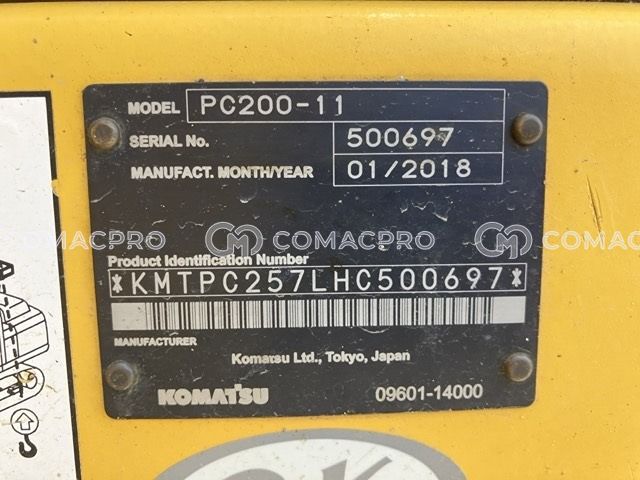 MODEL PC200-11
SERIAL No. 500697
MANUFACT. MONTH/YEAR 01/2018
COMACPRO COMACPRO COMACPRO
Product Identification Number
*KMTPC257LHC500697*
MANUFACTURER
Komatsu Ltd., Tokyo, Japan
KOMATSU 09601-14000